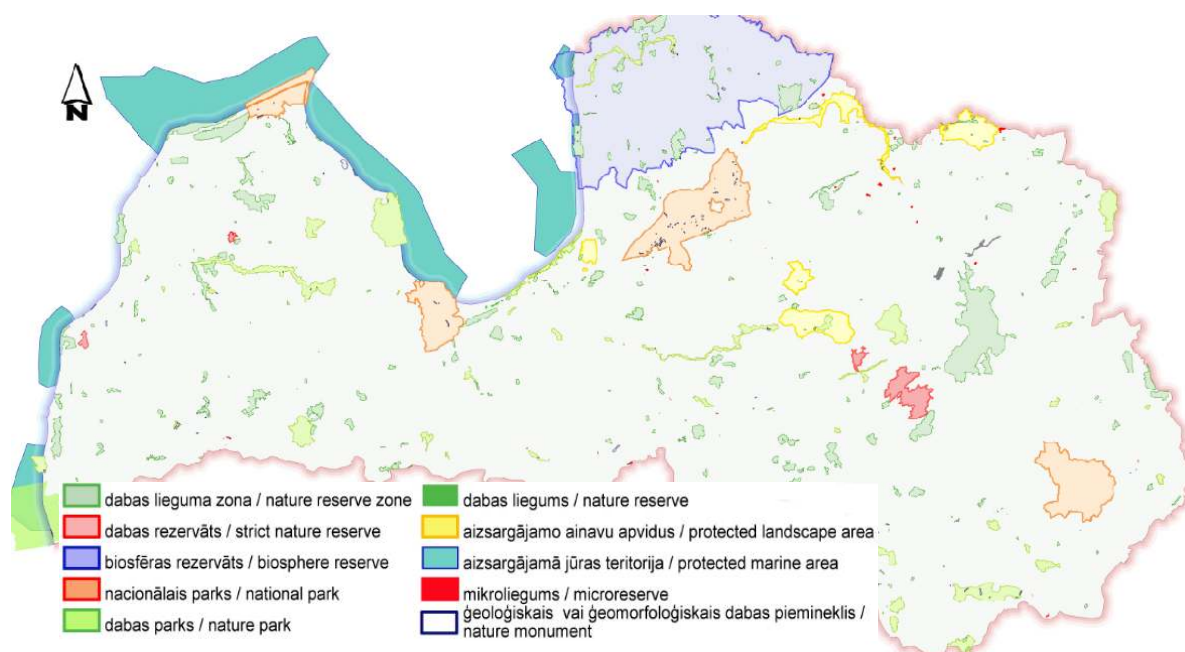 N
dabas lieguma zona / nature reserve zone
dabas rezervāts / strict nature reserve
biosfēras rezervāts / biosphere reserve
nacionālais parks / national park
dabas parks / nature park
dabas liegums / nature reserve
aizsargājamo ainavu apvidus / protected landscape area
aizsargājamā jūras teritorija / protected marine area
mikroliegums / microreserve
ģeoloģiskais vai ģeomorfoloģiskais dabas piemineklis /
nature monument